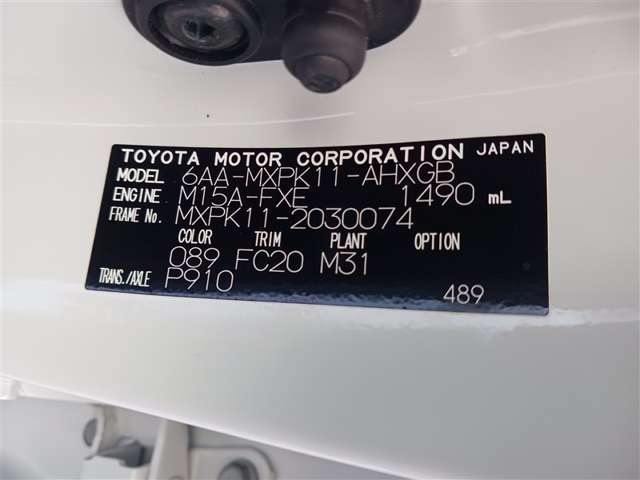 TOYOTA MOTOR CORPORATION JAPAN
MODEL 6AA-MXPK11-AHXGB
ENGINE M15A-FXE 1490 mL
FRAME No. MXPK11-2030074
COLOR TRIM PLANT OPTION
089 FC20 M31
TRANS./AXLE P910
489